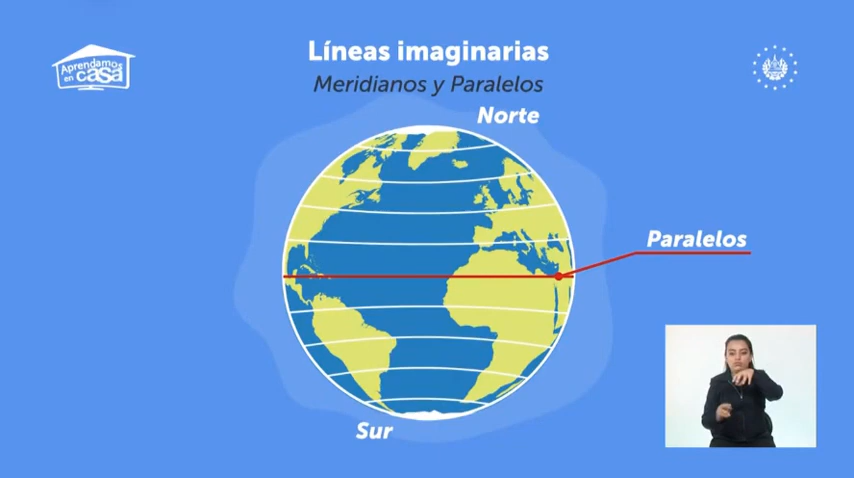 Aprendamos
en casa
Líneas imaginarias
Meridianos y Paralelos
Norte
Paralelos
Sur